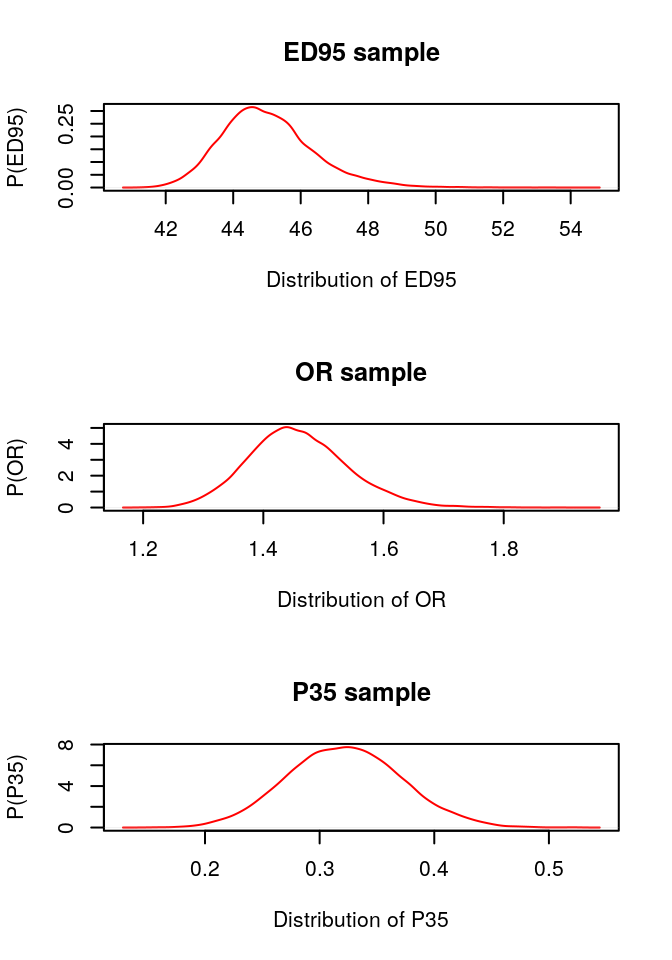 ED95 sample
P(ED95)
0.00 0.25
42 44 46 48 50 52 54
Distribution of ED95
OR sample
P(OR)
0 2 4
1.2 1.4 1.6 1.8
Distribution of OR
P35 sample
P(P35)
0 4 8
0.2 0.3 0.4 0.5
Distribution of P35